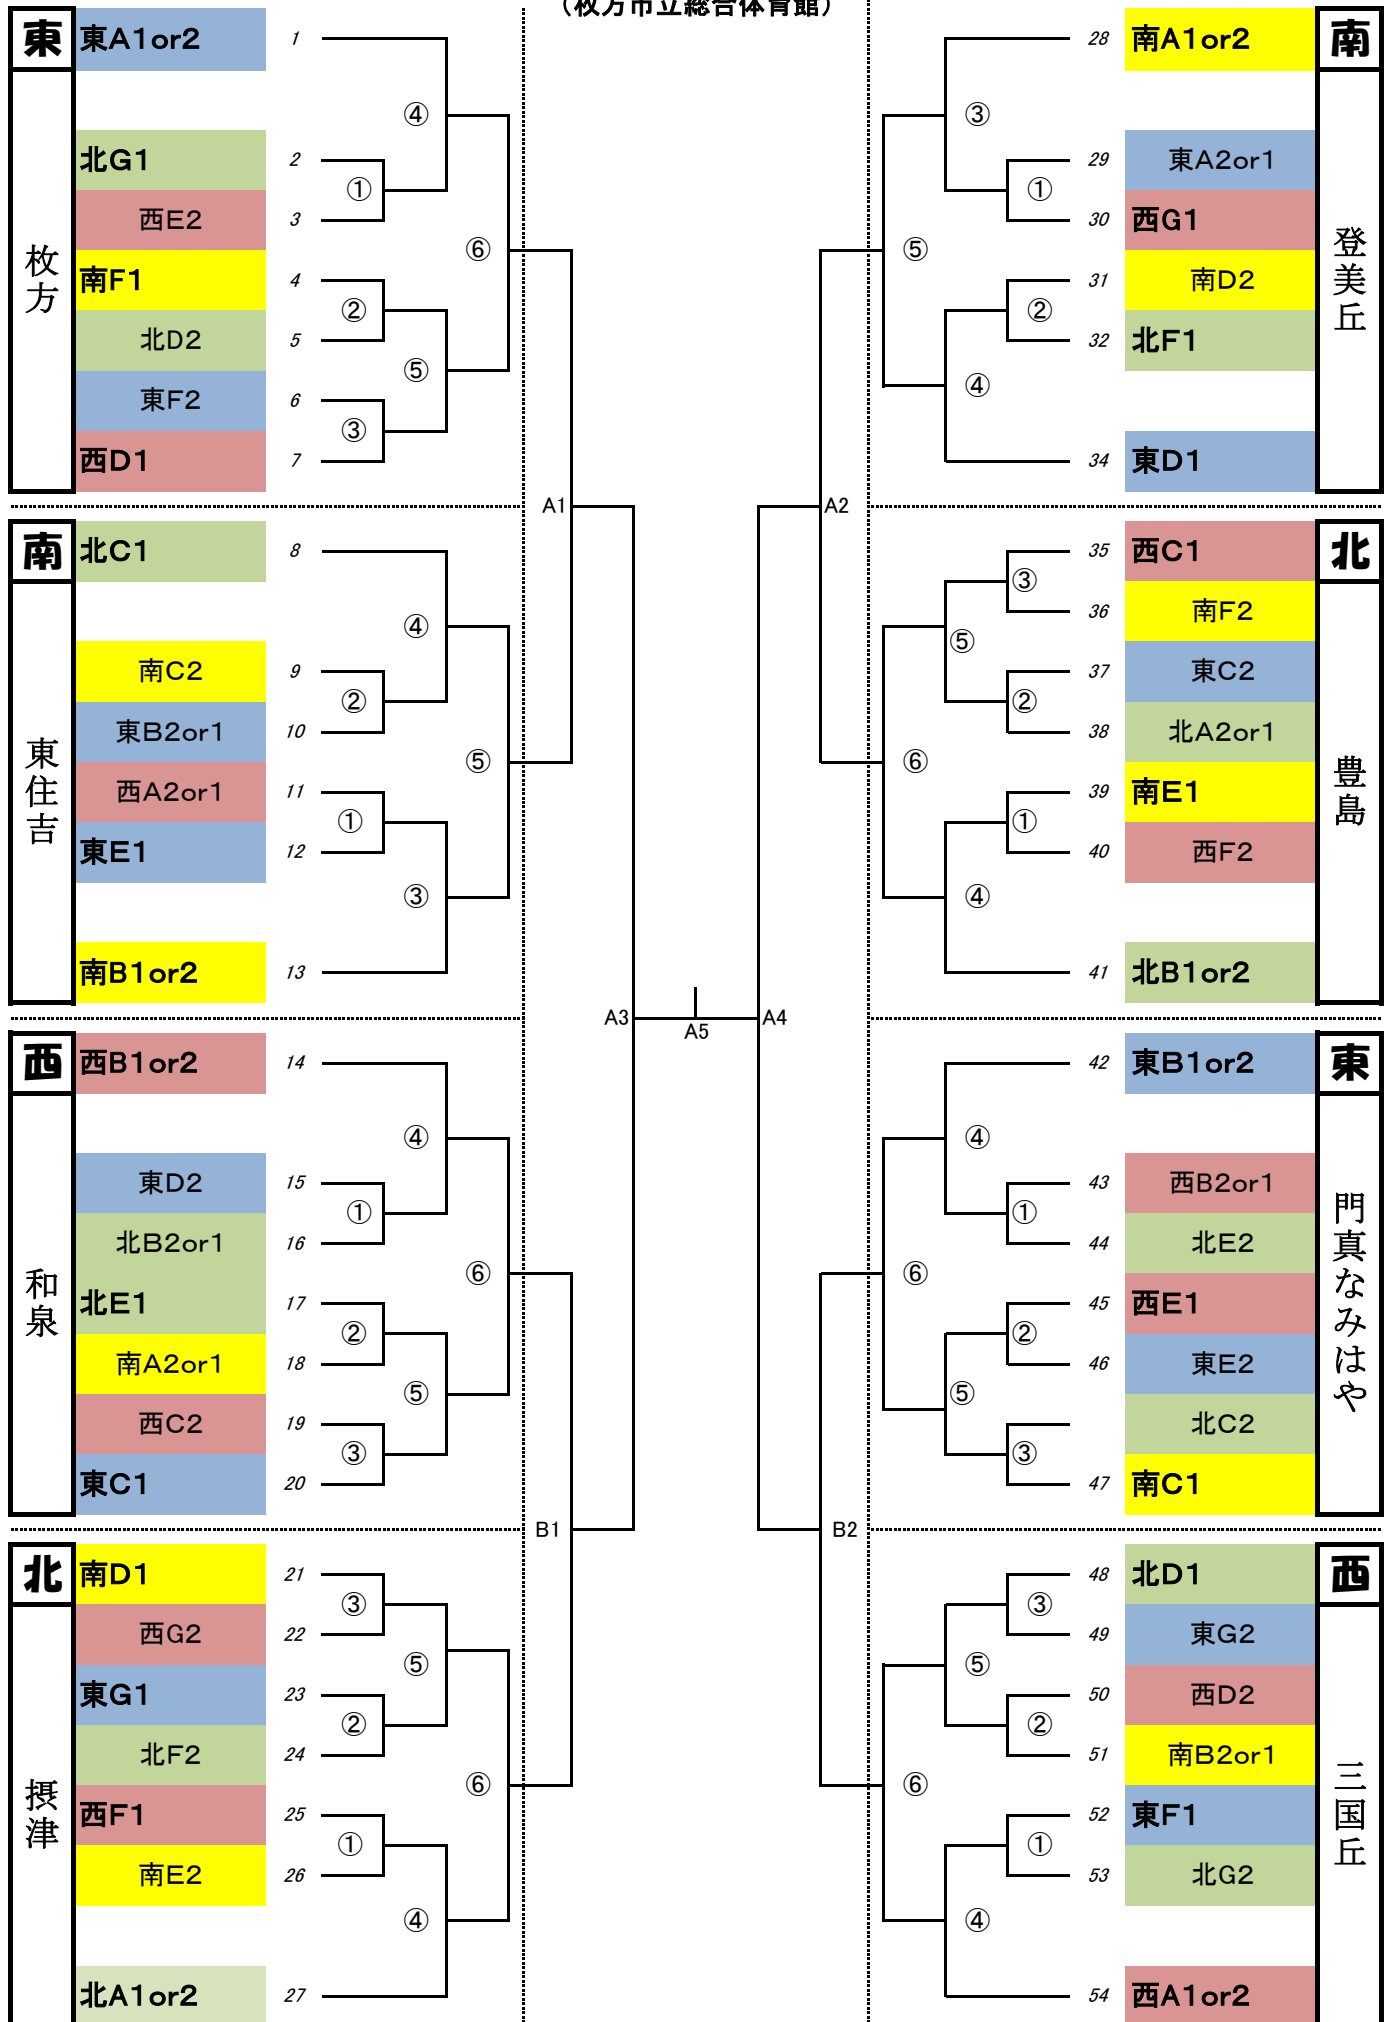 （枚方市立総合体育館）
東
枚方
東A1or2 1
北G1 2
西E2 3
南F1 4
北D2 5
東F2 6
西D1 7
④
①
⑥
②
⑤
③
南
東住吉
北C1 8
南C2 9
東B2or1 10
西A2or1 11
東E1 12
南B1or2 13
④
②
⑤
①
③
西
和泉
西B1or2 14
東D2 15
北B2or1 16
北E1 17
南A2or1 18
西C2 19
東C1 20
④
①
⑥
②
⑤
③
北
摂津
南D1 21
西G2 22
東G1 23
北F2 24
西F1 25
南E2 26
北A1or2 27
③
⑤
②
⑥
①
④
A1
A2
A3
A5
A4
B1
B2
南
登美丘
28 南A1or2
29 東A2or1
30 西G1
31 南D2
32 北F1
34 東D1
③
①
⑤
②
④
北
豊島
35 西C1
36 南F2
37 東C2
38 北A2or1
39 南E1
40 西F2
41 北B1or2
③
⑤
②
⑥
①
④
東
門真なみはや
42 東B1or2
43 西B2or1
44 北E2
45 西E1
46 東E2
北C2
47 南C1
④
①
⑥
②
⑤
③
西
三国丘
48 北D1
49 東G2
50 西D2
51 南B2or1
52 東F1
53 北G2
54 西A1or2
③
⑤
②
⑥
①
④